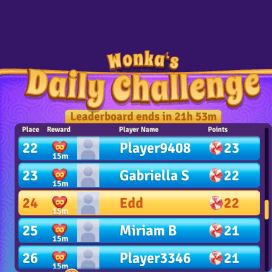 Wonka's
Daily Challenge
Leaderboard ends in 21h 53m
Place Reward Player Name Points
22 15m Player9408 23
23 15m Gabriella S 22
24 15m Edd 22
25 15m Miriam B 21
26 15m Player3346 21